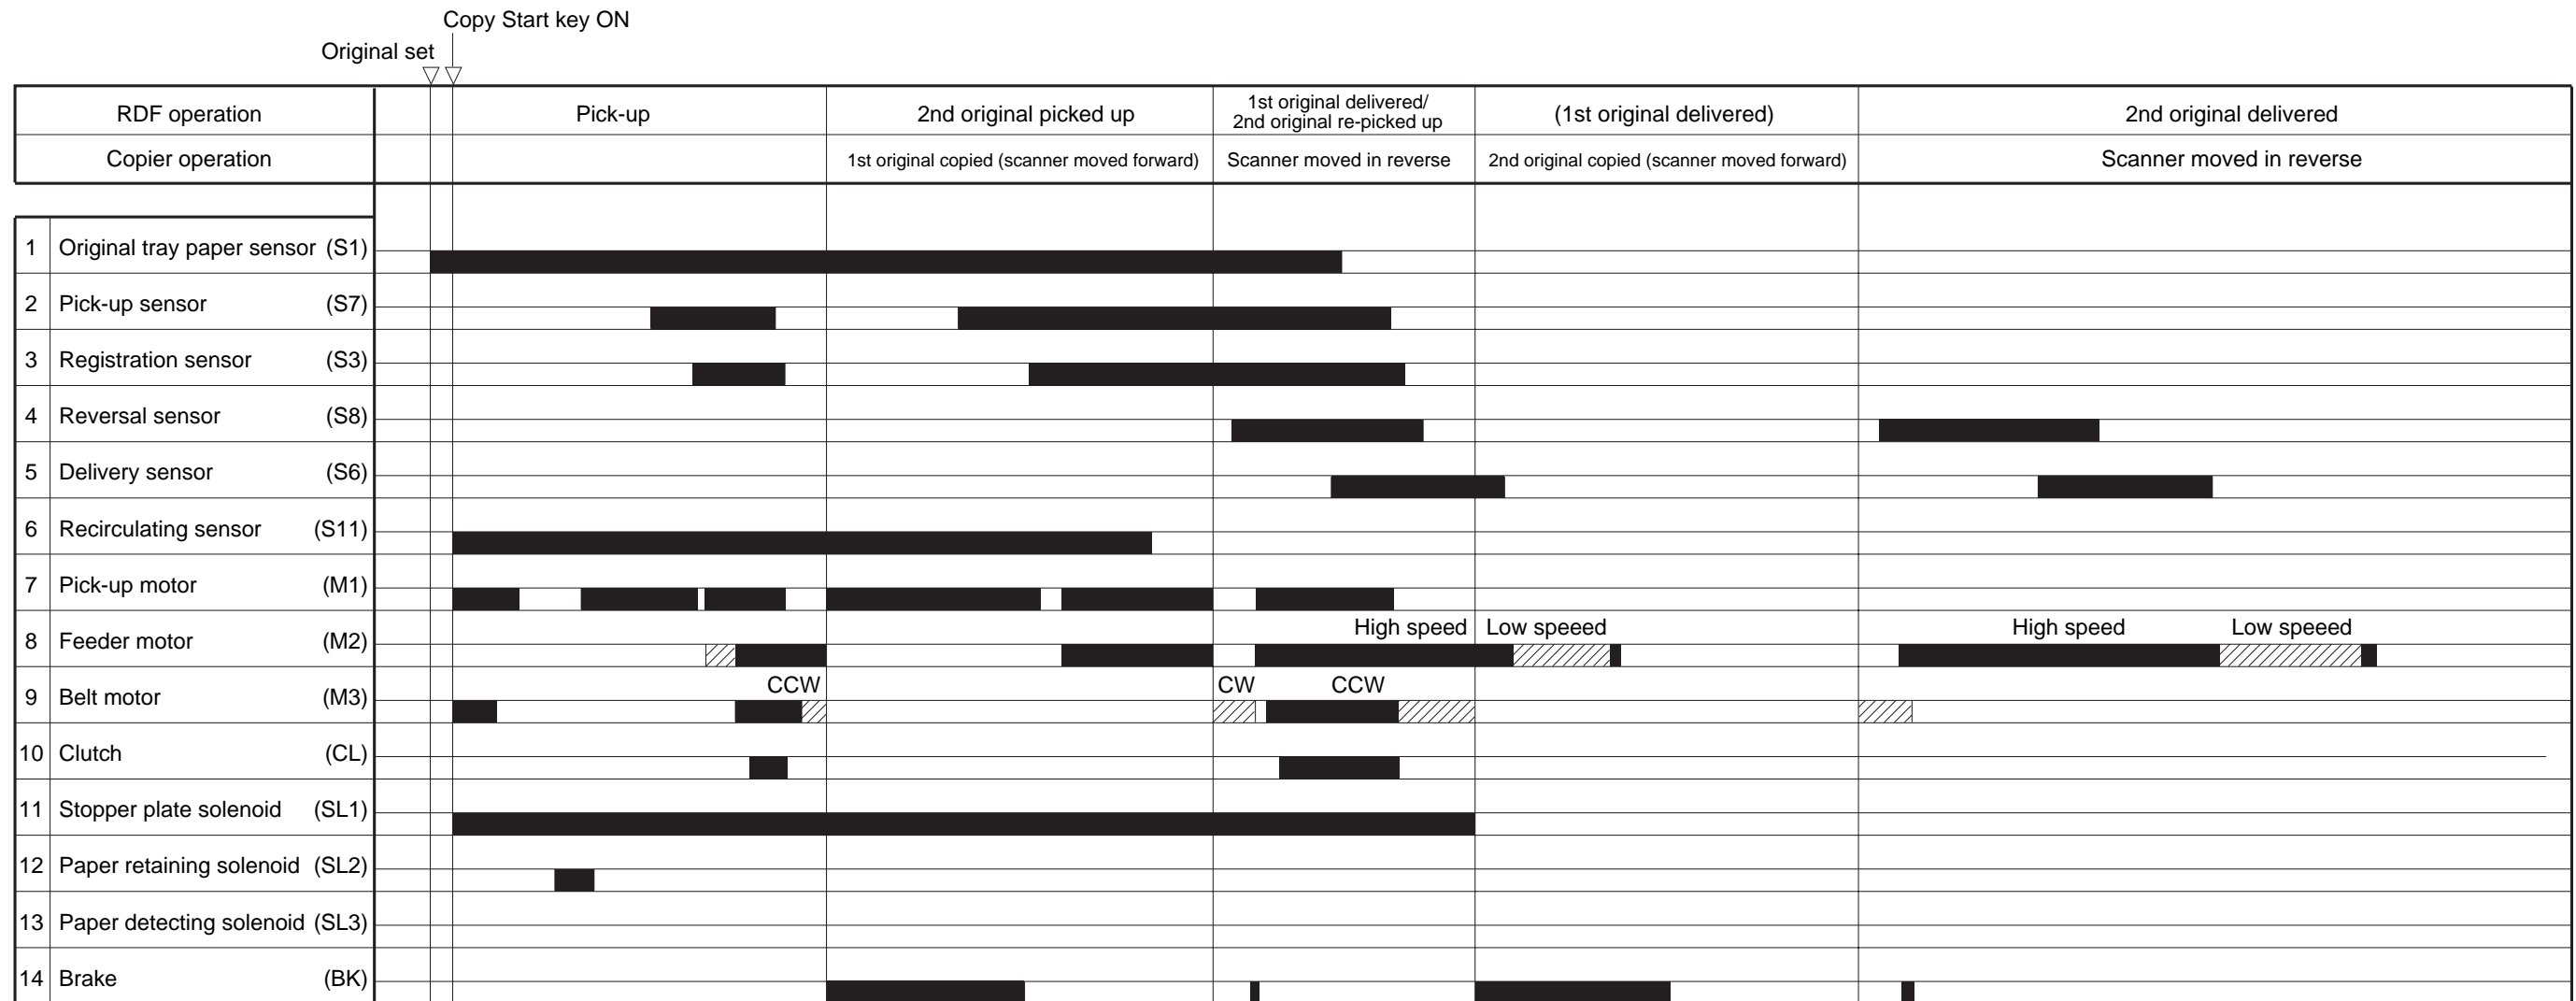 Copy Start key ON
Original set
RDF operation
Pick-up
2nd original picked up
1st original delivered/
2nd original re-picked up
(1st original delivered)
2nd original delivered
Copier operation
1st original copied (scanner moved forward)
Scanner moved in reverse
2nd original copied (scanner moved forward)
Scanner moved in reverse
1 Original tray paper sensor (S1)
2 Pick-up sensor (S7)
3 Registration sensor (S3)
4 Reversal sensor (S8)
5 Delivery sensor (S6)
6 Recirculating sensor (S11)
7 Pick-up motor (M1)
8 Feeder motor (M2)
High speed
Low speeed
High speed
Low speeed
9 Belt motor (M3)
CCW
CW
CCW
10 Clutch (CL)
11 Stopper plate solenoid (SL1)
12 Paper retaining solenoid (SL2)
13 Paper detecting solenoid (SL3)
14 Brake (BK)